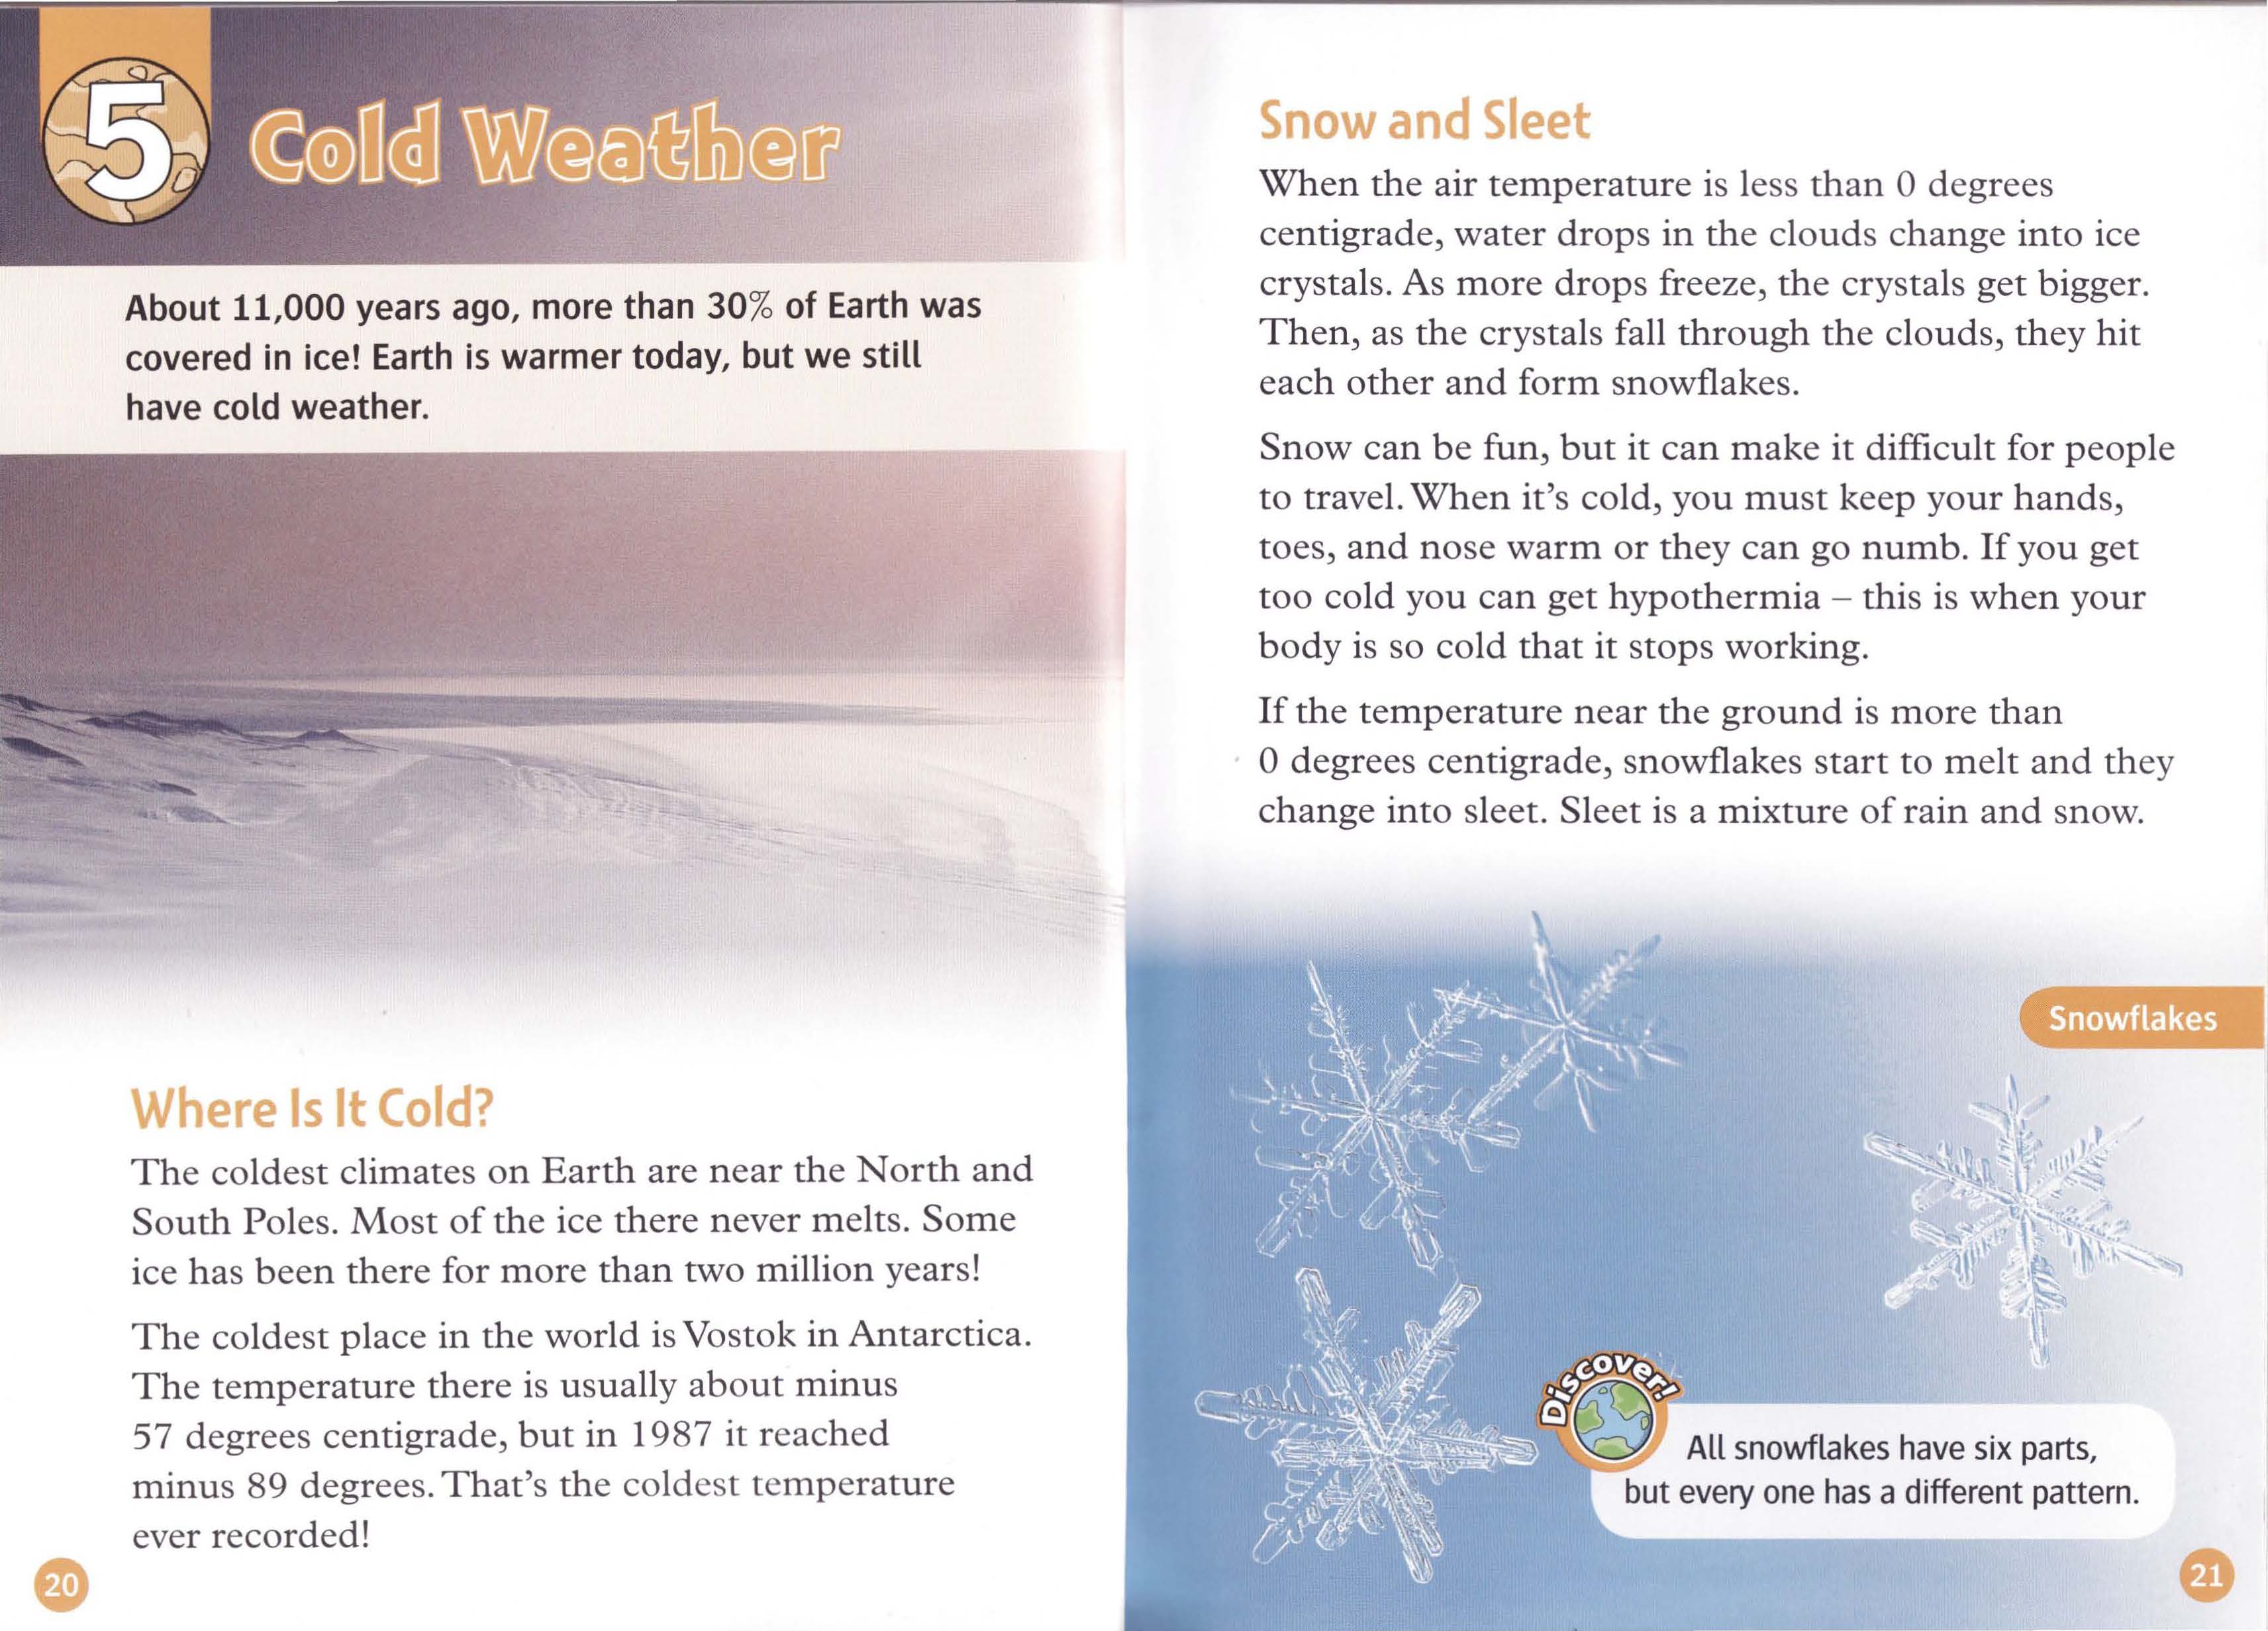 5
Cold Weather
About 11,000 years ago, more than 30% of Earth was
covered in ice! Earth is warmer today, but we still
have cold weather.
Where Is It Cold?
The coldest climates on Earth are near the North and
South Poles. Most of the ice there never melts. Some
ice has been there for more than two million years!
The coldest place in the world is Vostok in Antarctica.
The temperature there is usually about minus
57 degrees centigrade, but in 1987 it reached
minus 89 degrees. That's the coldest temperature
ever recorded!
20
Snow and Sleet
When the air temperature is less than 0 degrees
centigrade, water drops in the clouds change into ice
crystals. As more drops freeze, the crystals get bigger.
Then, as the crystals fall through the clouds, they hit
each other and form snowflakes.
Snow can be fun, but it can make it difficult for people
to travel. When it's cold, you must keep your hands,
toes, and nose warm or they can go numb. If you get
too cold you can get hypothermia – this is when your
body is so cold that it stops working.
If the temperature near the ground is more than
0 degrees centigrade, snowflakes start to melt and they
change into sleet. Sleet is a mixture of rain and snow.
Snowflakes
Discover!
All snowflakes have six parts,
but every one has a different pattern.
21